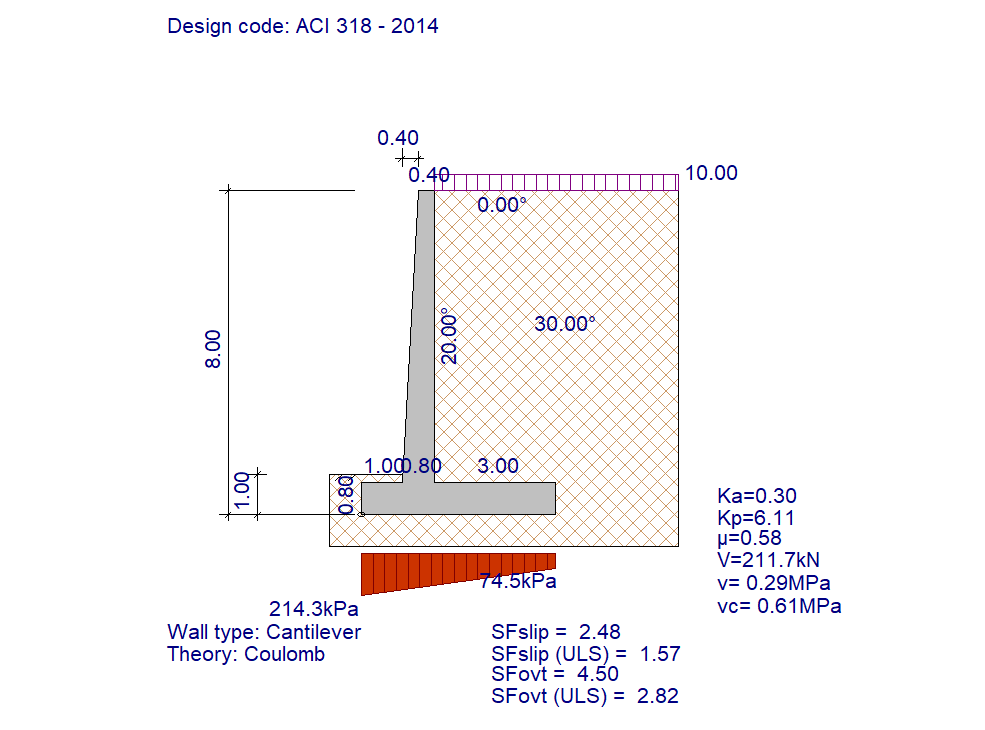 Design code: ACI 318 - 2014
0.40
0.40
10.00
0.00°
20.00°
30.00°
8.00
1.00
0.80
1.00
0.80
3.00
Ka=0.30
Kp=6.11
µ=0.58
V=211.7kN
v= 0.29MPa
vc= 0.61MPa
74.5kPa
214.3kPa
Wall type: Cantilever
Theory: Coulomb
SFslip = 2.48
SFslip (ULS) = 1.57
SFovt = 4.50
SFovt (ULS) = 2.82